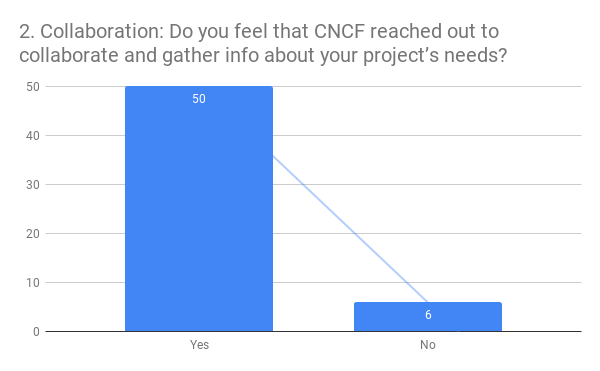 2. Collaboration: Do you feel that CNCF reached out to
collaborate and gather info about your project’s needs?
50
50
40
30
20
10
6
0
Yes
No